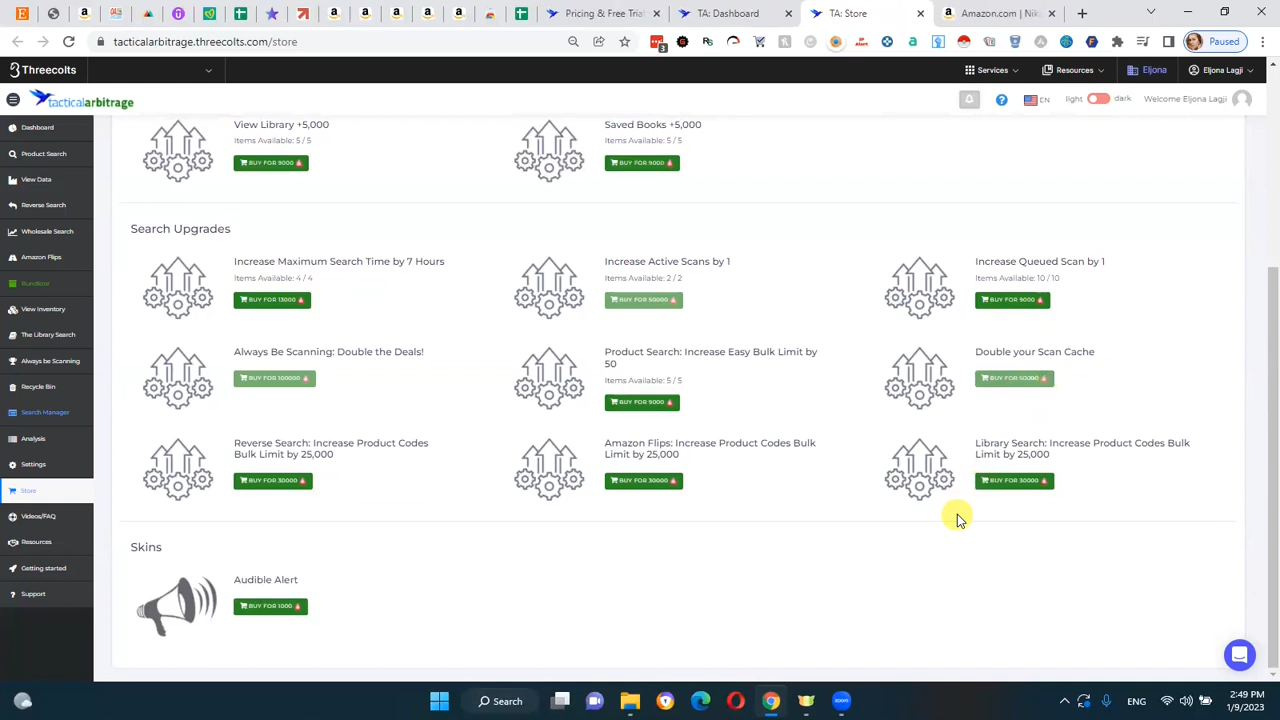 Pricing & Free Trial
TA: Dashboard
TA: Store
Amazon.com | Nik
tacticalarbitrage.threecolts.com/store
3
Paused
Threecolts
Services
Resources
Eljona
Eljona Lagji
tacticalarbitrage
EN
light
dark
Welcome Eljona Lagji
Dashboard
Product Search
View Data
Reverse Search
Wholesale Search
Amazon Flips
View Inventory
The Library Search
Always be Scanning
Recycle Bin
Search Manager
Analysis
Settings
Store
Videos/FAQ
Resources
Getting started
Support
View Library +5,000
Items Available: 5 / 5
BUY FOR 9000
Saved Books +5,000
Items Available: 5 / 5
BUY FOR 9000
Search Upgrades
Increase Maximum Search Time by 7 Hours
Items Available: 4 / 4
BUY FOR 13000
Increase Active Scans by 1
Items Available: 2 / 2
BUY FOR 50000
Increase Queued Scan by 1
Items Available: 10 / 10
BUY FOR 9000
Always Be Scanning: Double the Deals!
BUY FOR 100000
Product Search: Increase Easy Bulk Limit by
50
Items Available: 5 / 5
BUY FOR 9000
Double your Scan Cache
BUY FOR 50000
Reverse Search: Increase Product Codes
Bulk Limit by 25,000
BUY FOR 30000
Amazon Flips: Increase Product Codes Bulk
Limit by 25,000
BUY FOR 30000
Library Search: Increase Product Codes Bulk
Limit by 25,000
BUY FOR 30000
Skins
Audible Alert
BUY FOR 1000
Search
ENG
2:49 PM
1/9/2023